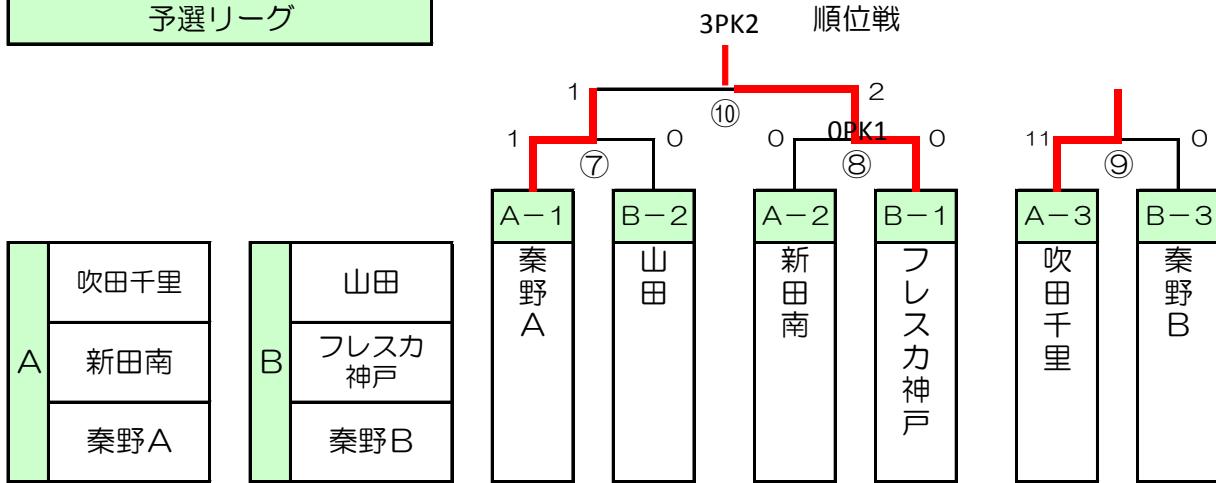 予選リーグ
3PK2 順位戦
1 ⑩ 2
1 ⑦ 0 0 0PK1 ⑧ 0 11 ⑨ 0
A-1 B-2 A-2 B-1 A-3 B-3
秦野A 山田 新田南 フレスカ神戸 吹田千里 秦野B
A
吹田千里
新田南
秦野A
B
山田
フレスカ
神戸
秦野B